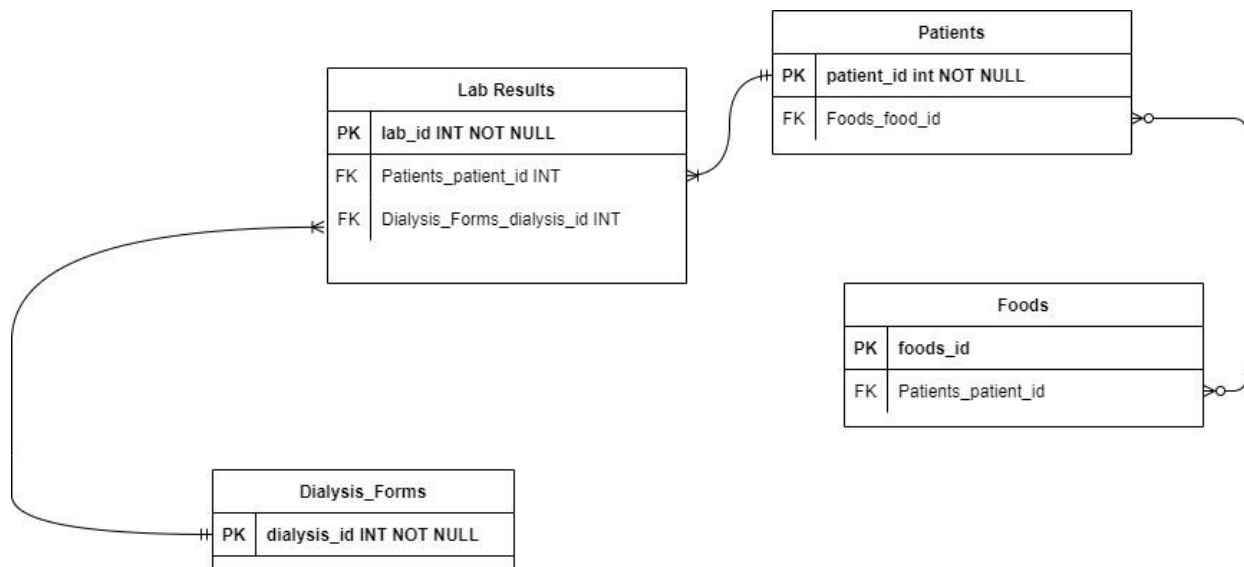 Patients
PK patient_id int NOT NULL
FK Foods_food_id
Lab Results
PK lab_id INT NOT NULL
FK Patients_patient_id INT
FK Dialysis_Forms_dialysis_id INT
Foods
PK foods_id
FK Patients_patient_id
Dialysis_Forms
PK dialysis_id INT NOT NULL